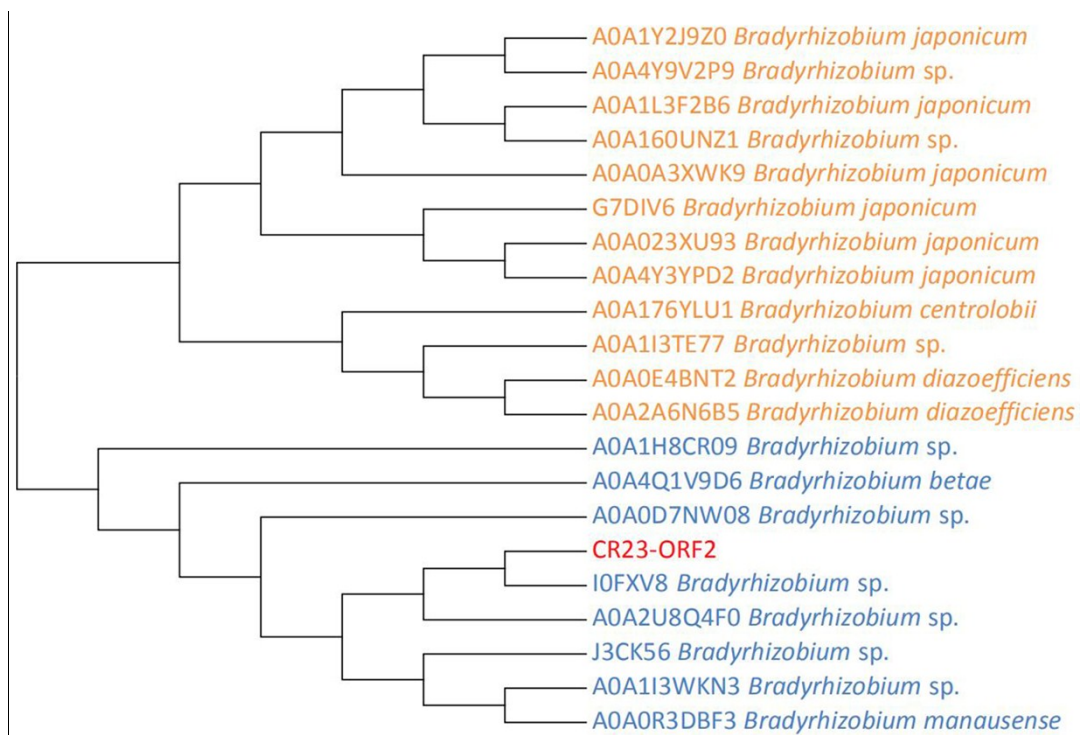 A0A1Y2J9Z0 Bradyrhizobium japonicum
A0A4Y9V2P9 Bradyrhizobium sp.
A0A1L3F2B6 Bradyrhizobium japonicum
A0A160UNZ1 Bradyrhizobium sp.
A0A0A3XWK9 Bradyrhizobium japonicum
G7DIV6 Bradyrhizobium japonicum
A0A023XU93 Bradyrhizobium japonicum
A0A4Y3YPD2 Bradyrhizobium japonicum
A0A176YLU1 Bradyrhizobium centrolobii
A0A1I3TE77 Bradyrhizobium sp.
A0A0E4BNT2 Bradyrhizobium diazoefficiens
A0A2A6N6B5 Bradyrhizobium diazoefficiens
A0A1H8CR09 Bradyrhizobium sp.
A0A4Q1V9D6 Bradyrhizobium betae
A0A0D7NW08 Bradyrhizobium sp.
CR23-ORF2
I0FXV8 Bradyrhizobium sp.
A0A2U8Q4F0 Bradyrhizobium sp.
J3CK56 Bradyrhizobium sp.
A0A1I3WKN3 Bradyrhizobium sp.
A0A0R3DBF3 Bradyrhizobium manausense